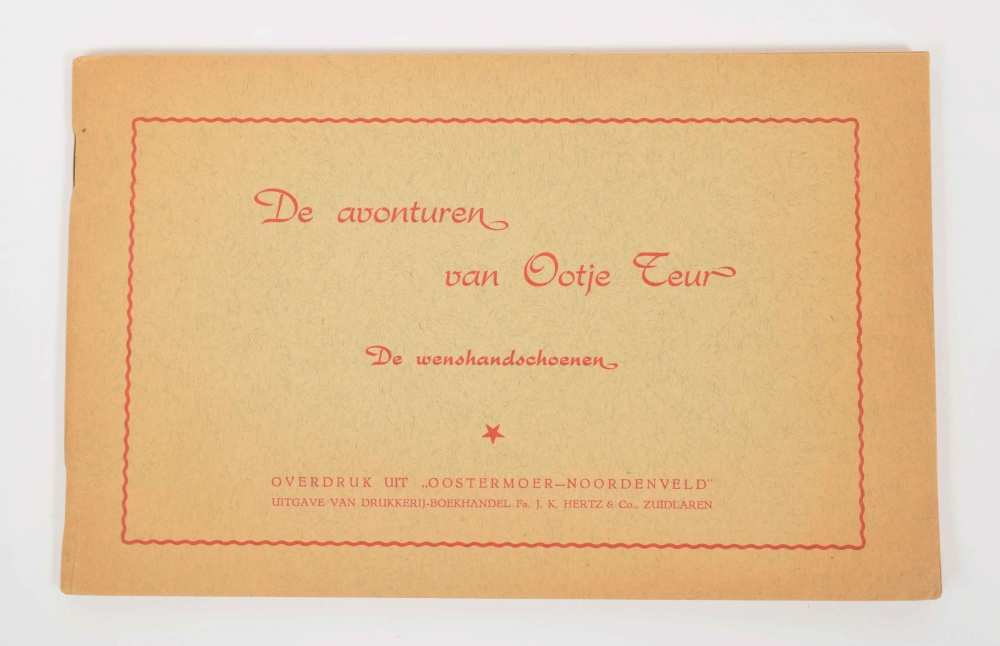 De avonturen
van Ootje Teur
De wenshandschoenen
OVERDRUK UIT „OOSTERMOER—NOORDENVELD"
UITGAVE VAN DRUKKERIJ-BOEKHANDEL Fa. J. K. HERTZ & Co., ZUIDLAREN